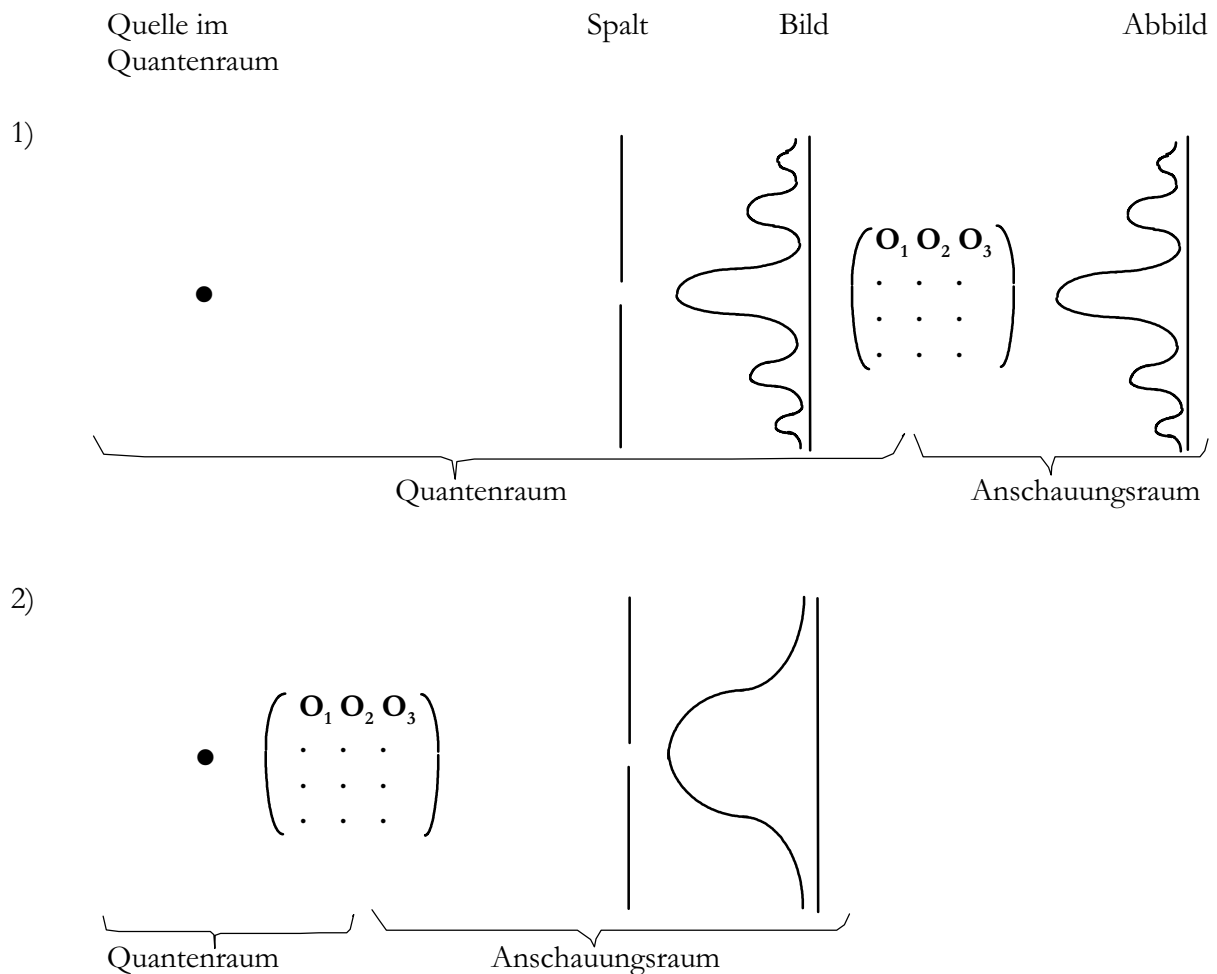 Quelle im
Quantenraum
Spalt
Bild
Abbild
1)
O₁ O₂ O₃
Quantenraum
Anschauungsraum
2)
O₁ O₂ O₃
Quantenraum
Anschauungsraum